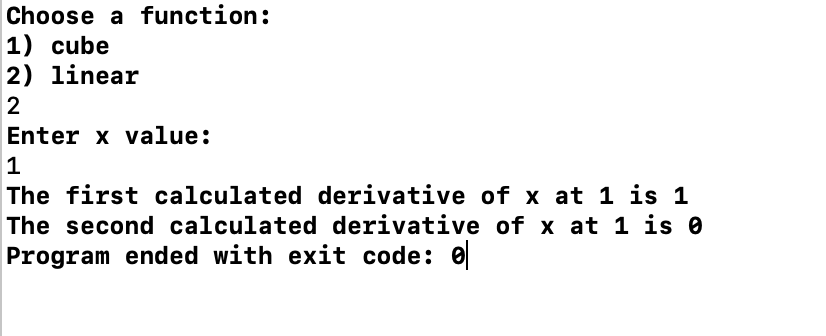 Choose a function:
1) cube
2) linear
2
Enter x value:
1
The first calculated derivative of x at 1 is 1
The second calculated derivative of x at 1 is 0
Program ended with exit code: 0